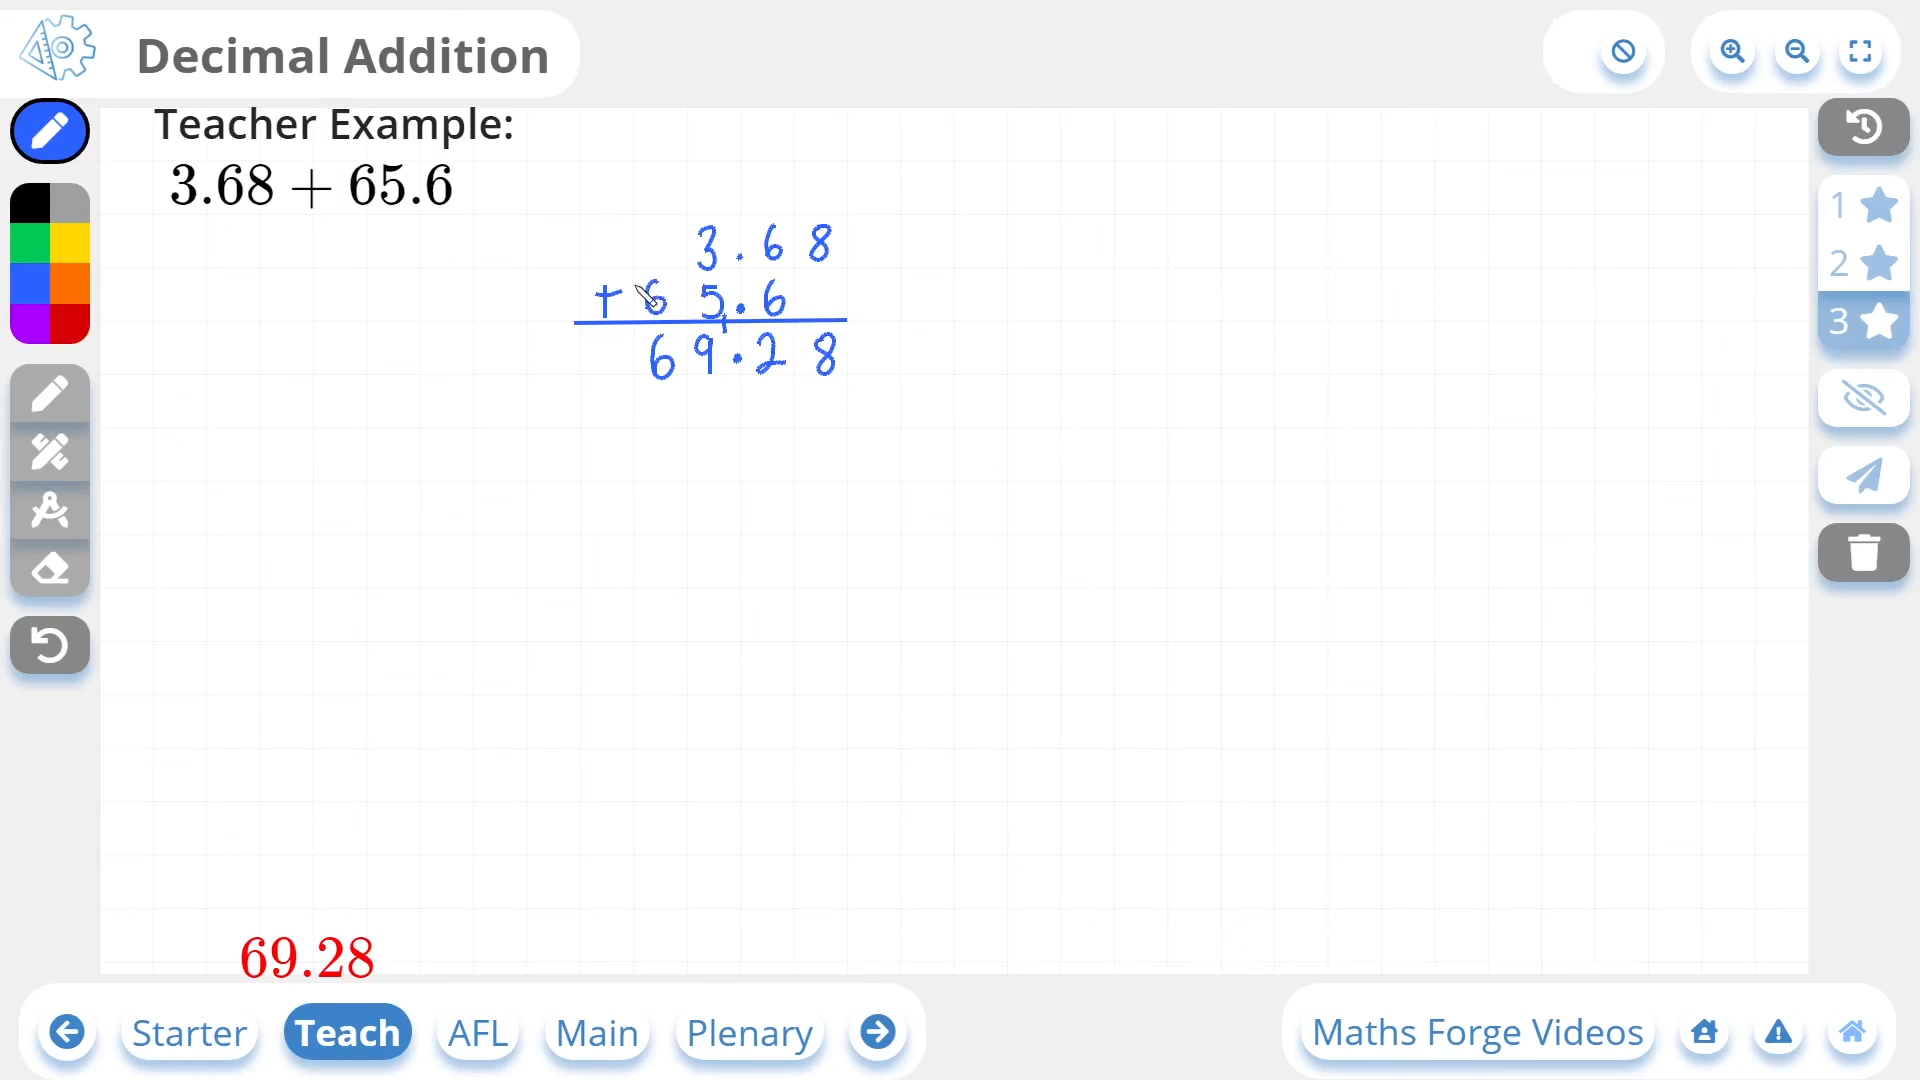 Decimal Addition
Teacher Example:
3.68 + 65.6
3.68
+ 65.6
1
69.28
1
2
3
69.28
Starter Teach AFL Main Plenary Maths Forge Videos